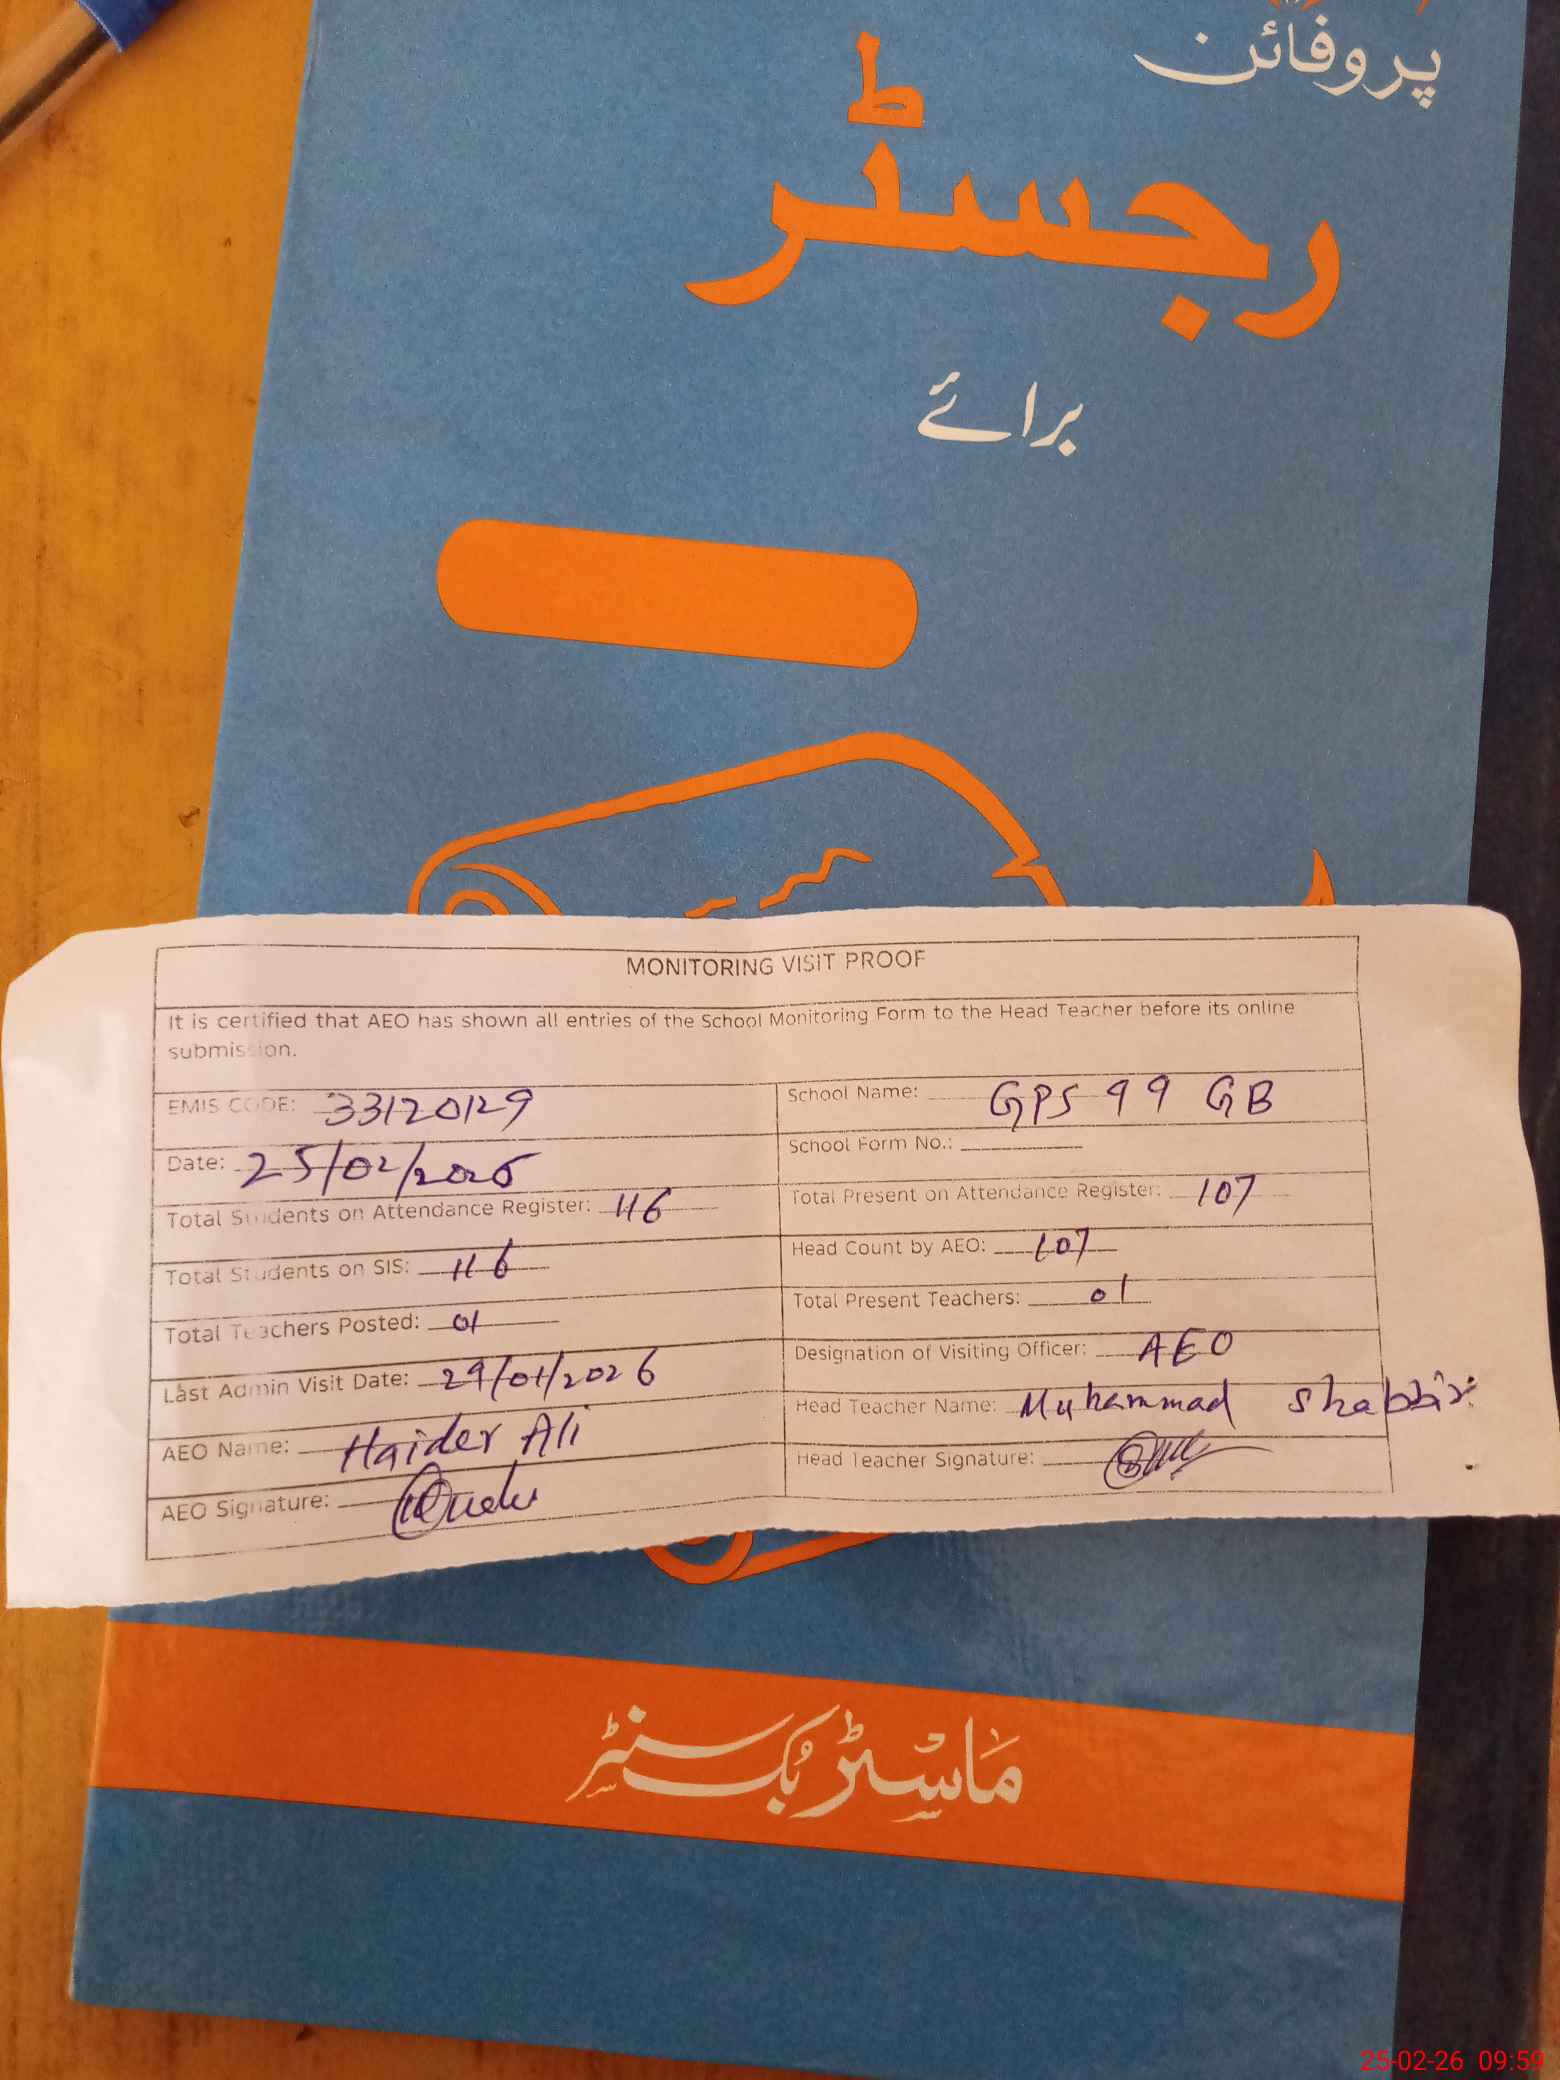 پروفائن
رجسٹر
برائے
MONITORING VISIT PROOF
It is certified that AEO has shown all entries of the School Monitoring Form to the Head Teacher before its online
submission.
EMIS CODE: 33120129
School Name: GPS 99 GB
Date: 25/02/2026
School Form No.:
Total Students on Attendance Register: 116
Total Present on Attendance Register: 107
Total Students on SIS: 116
Head Count by AEO: 107
Total Teachers Posted: 01
Total Present Teachers: 01
Last Admin Visit Date: 29/01/2026
Designation of Visiting Officer: AEO
AEO Name: Haider Ali
Head Teacher Name: Muhammad Shabbir
AEO Signature:
Head Teacher Signature:
ماسٹر بک سنٹر
25-02-26 09:59